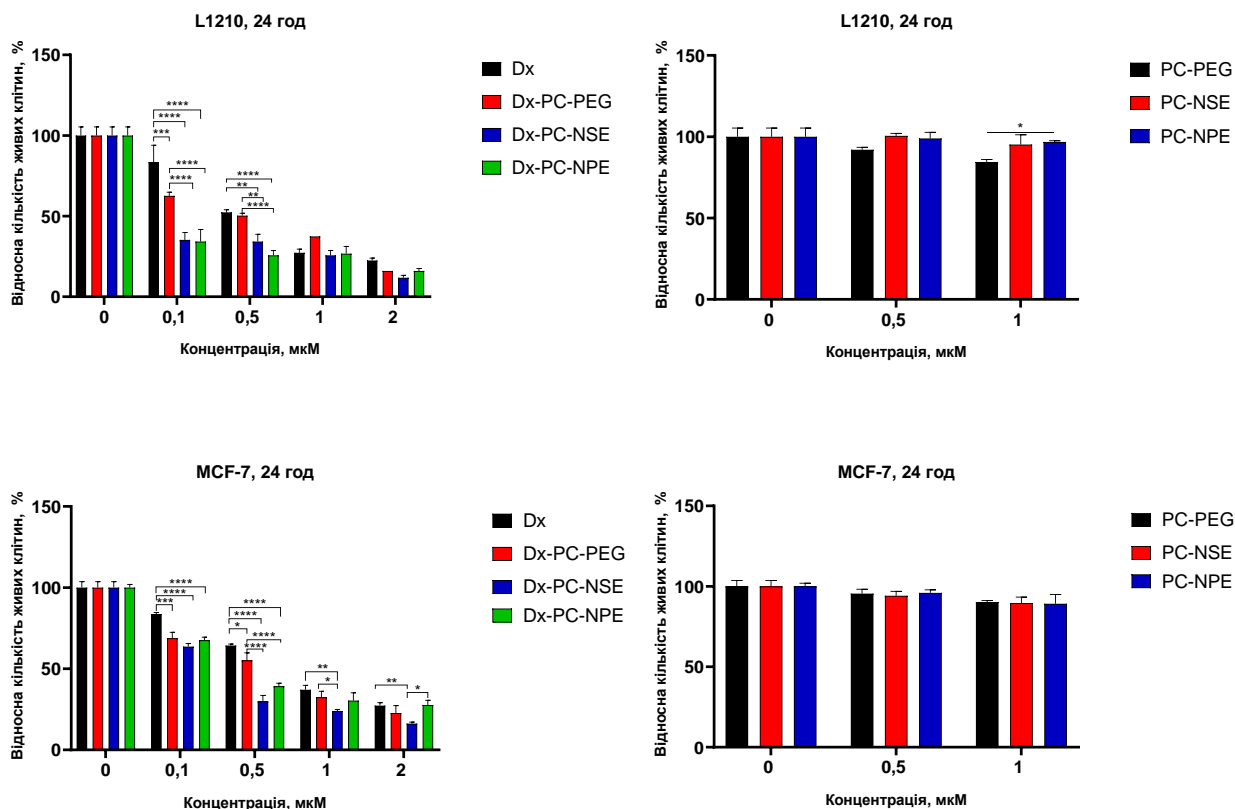 L1210, 24 год
Відносна кількість живих клітин, %
150
100
50
0
****
****
***
****
****
****
**
**
****
0
0,1
0,5
1
2
Концентрація, мкМ
Dx
Dx-PC-PEG
Dx-PC-NSE
Dx-PC-NPE
L1210, 24 год
Відносна кількість живих клітин, %
150
100
50
0
*
0
0,5
1
Концентрація, мкМ
PC-PEG
PC-NSE
PC-NPE
MCF-7, 24 год
Відносна кількість живих клітин, %
150
100
50
0
****
****
***
****
****
*
****
****
**
*
**
*
0
0,1
0,5
1
2
Концентрація, мкМ
Dx
Dx-PC-PEG
Dx-PC-NSE
Dx-PC-NPE
MCF-7, 24 год
Відносна кількість живих клітин, %
150
100
50
0
0
0,5
1
Концентрація, мкМ
PC-PEG
PC-NSE
PC-NPE